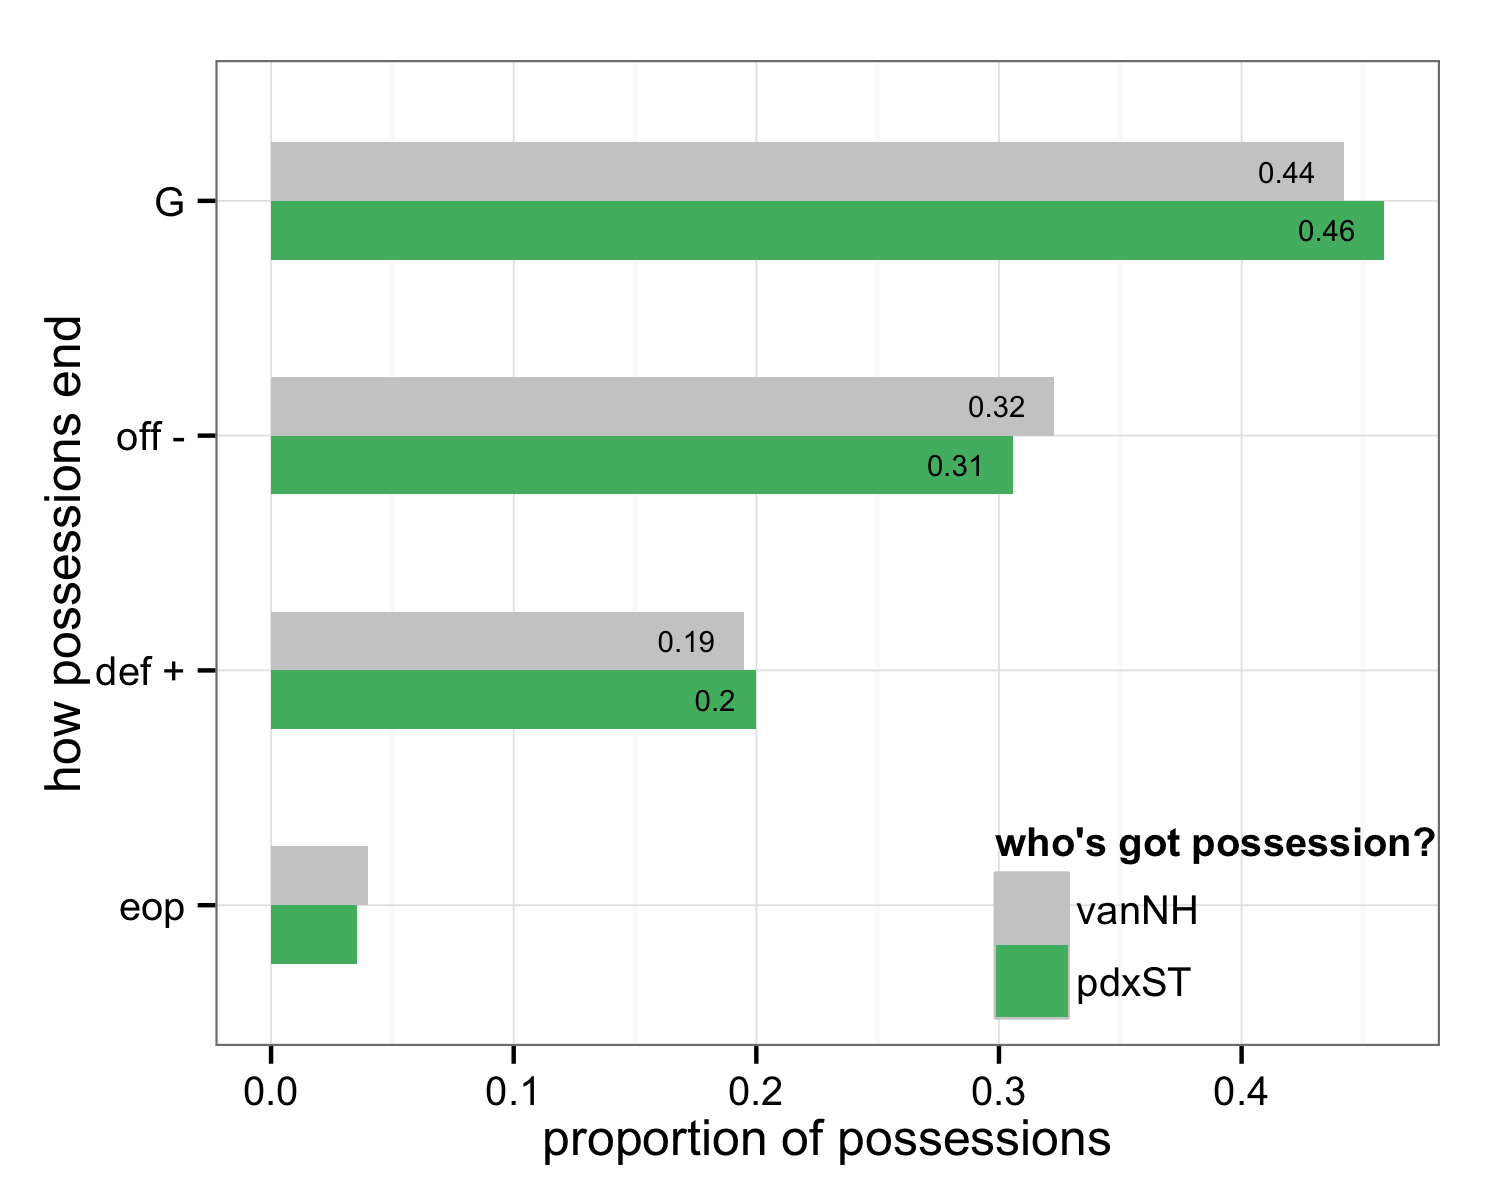 how possessions end
G
0.44
0.46
off -
0.32
0.31
def +
0.19
0.2
eop
who's got possession?
vanNH
pdxST
0.0 0.1 0.2 0.3 0.4
proportion of possessions